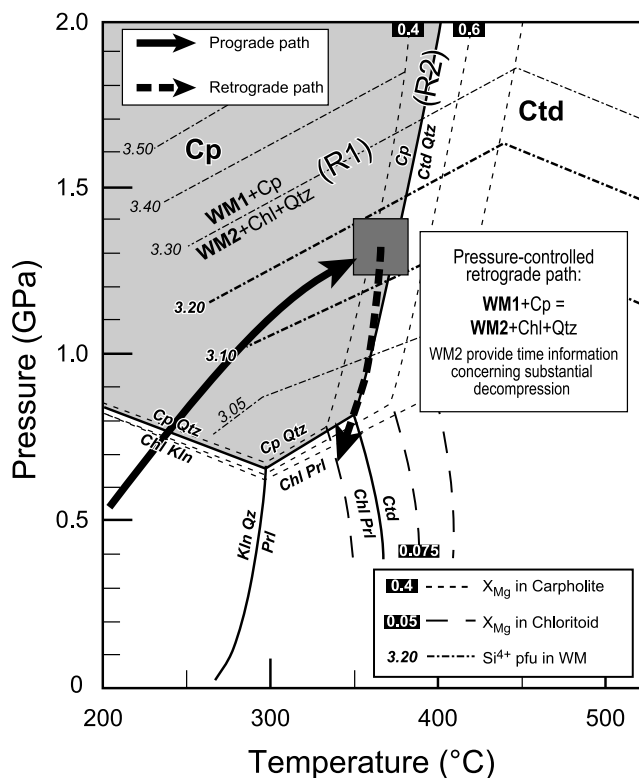 2.0
0.4
0.6
Prograde path
Retrograde path
(R2)
Cp
Ctd Qtz
Ctd
Cp
3.50
(R1)
WM1+Cp
WM2+Chl+Qtz
3.40
1.5
3.30
3.20
Pressure-controlled
retrograde path:
WM1+Cp =
WM2+Chl+Qtz
WM2 provide time information
concerning substantial
decompression
3.10
1.0
3.05
Cp Qtz
Chl Kln
Cp Qtz
Chl Prl
Pressure (GPa)
Kln Qz
Prl
Chl Prl
Ctd
0.5
0.075
0.4 XMg in Carpholite
0.05 XMg in Chloritoid
3.20 Si4+ pfu in WM
0
200 300 400 500
Temperature (°C)